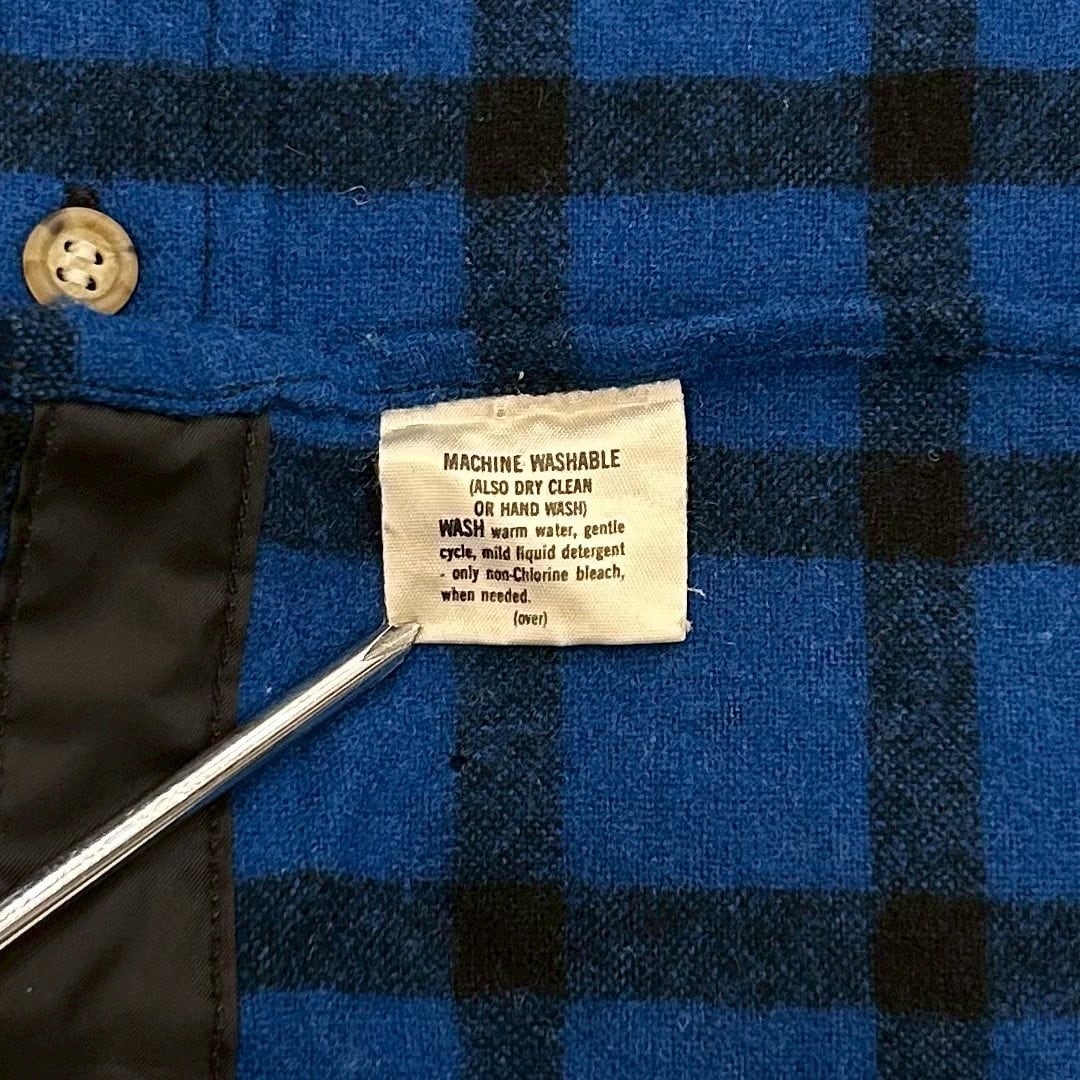 MACHINE WASHABLE
(ALSO DRY CLEAN
OR HAND WASH)
WASH warm water, gentle
cycle, mild liquid detergent
- only non-Chlorine bleach,
when needed.
(over)